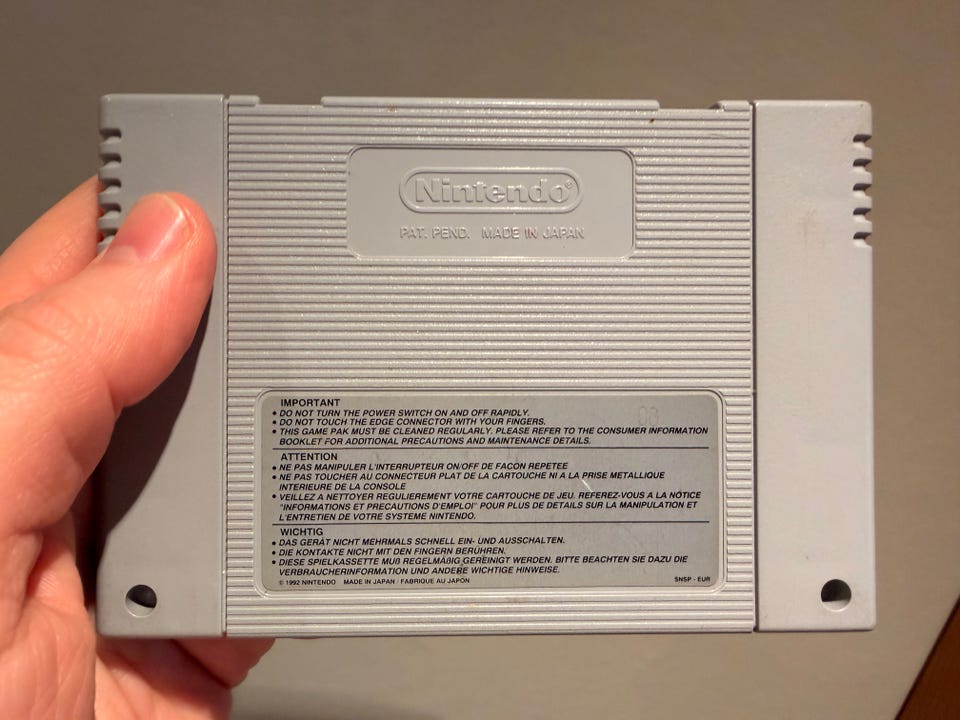 Nintendo®
PAT. PEND. MADE IN JAPAN
IMPORTANT
• DO NOT TURN THE POWER SWITCH ON AND OFF RAPIDLY.
• DO NOT TOUCH THE EDGE CONNECTOR WITH YOUR FINGERS.
• THIS GAME PAK MUST BE CLEANED REGULARLY. PLEASE REFER TO THE CONSUMER INFORMATION
BOOKLET FOR ADDITIONAL PRECAUTIONS AND MAINTENANCE DETAILS.
ATTENTION
• NE PAS MANIPULER L'INTERRUPTEUR ON/OFF DE FACON REPETEE
• NE PAS TOUCHER AU CONNECTEUR PLAT DE LA CARTOUCHE NI A LA PRISE METALLIQUE
INTERIEURE DE LA CONSOLE
• VEILLEZ A NETTOYER REGULIEREMENT VOTRE CARTOUCHE DE JEU. REFEREZ-VOUS A LA NOTICE
"INFORMATIONS ET PRECAUTIONS D'EMPLOI" POUR PLUS DE DETAILS SUR LA MANIPULATION ET
L'ENTRETIEN DE VOTRE SYSTEME NINTENDO.
WICHTIG
• DAS GERÄT NICHT MEHRMALS SCHNELL EIN- UND AUSSCHALTEN.
• DIE KONTAKTE NICHT MIT DEN FINGERN BERÜHREN.
• DIESE SPIELKASSETTE MUß REGELMÄßIG GEREINIGT WERDEN. BITTE BEACHTEN SIE DAZU DIE
VERBRAUCHERINFORMATION UND ANDERE WICHTIGE HINWEISE.
© 1992 NINTENDO MADE IN JAPAN / FABRIQUE AU JAPON SNSP - EUR